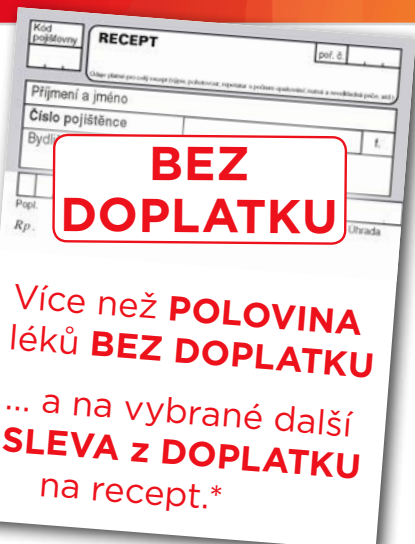 Kód
pojišťovny
RECEPT
poř. č.
Příjmení a jméno
Číslo pojištěnce
f.
Bydli
BEZ
DOPLATKU
Popl.
Úhrada
Rp.
Více než POLOVINA
léků BEZ DOPLATKU
... a na vybrané další
SLEVA z DOPLATKU
na recept.*